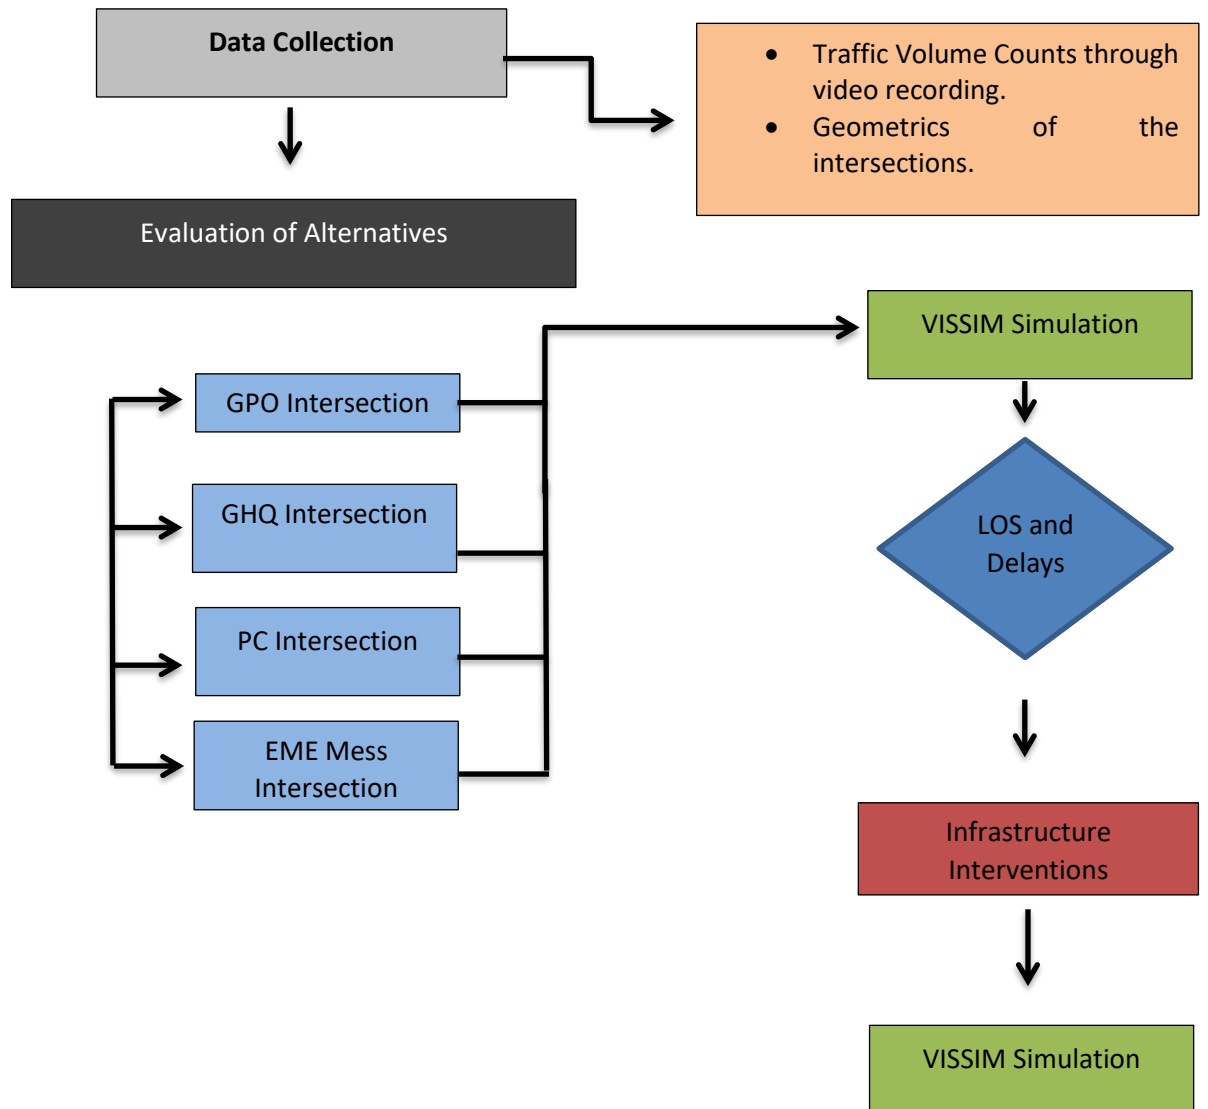 Data Collection
• Traffic Volume Counts through
video recording.
• Geometrics of the
intersections.
Evaluation of Alternatives
VISSIM Simulation
GPO Intersection
GHQ Intersection
LOS and
Delays
PC Intersection
EME Mess
Intersection
Infrastructure
Interventions
VISSIM Simulation